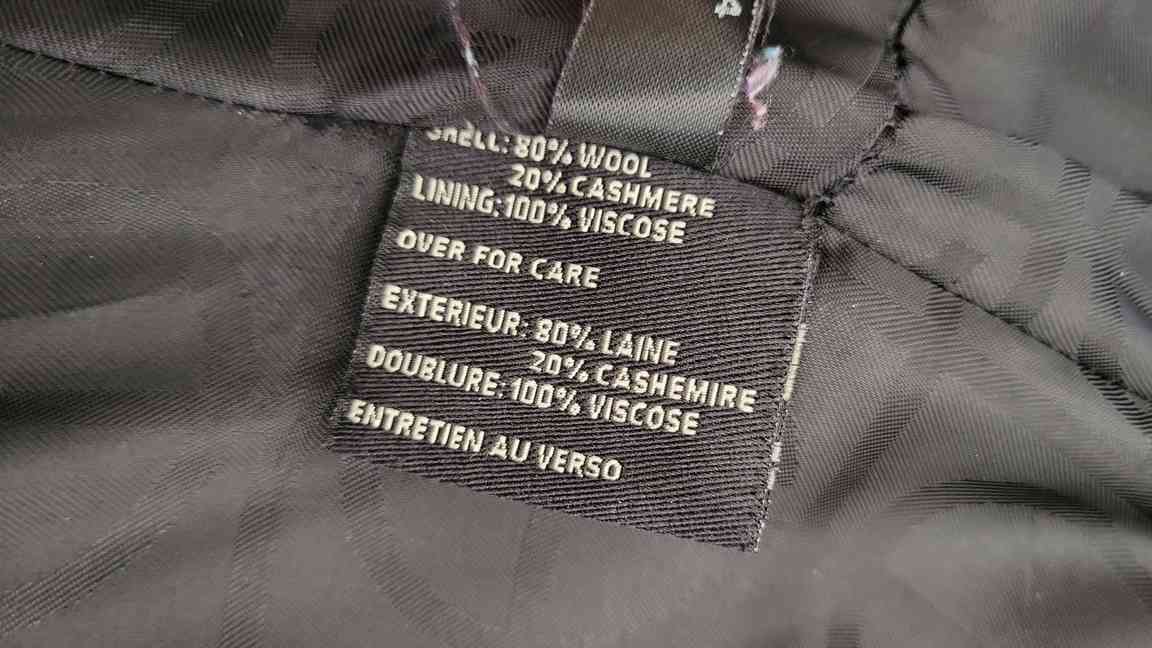 4
SHELL: 80% WOOL
20% CASHMERE
LINING: 100% VISCOSE
OVER FOR CARE
EXTERIEUR: 80% LAINE
20% CASHEMIRE
DOUBLURE: 100% VISCOSE
ENTRETIEN AU VERSO